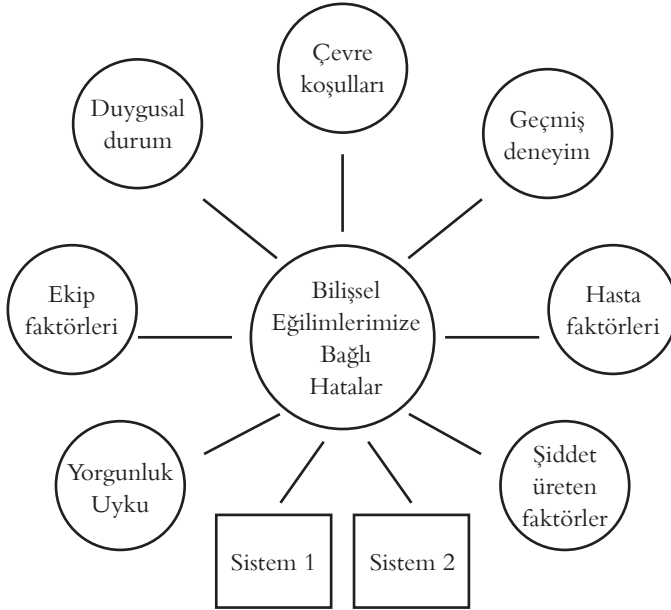 Çevre
koşulları
Duygusal
durum
Geçmiş
deneyim
Ekip
faktörleri
Bilişsel
Eğilimlerimize
Bağlı
Hatalar
Hasta
faktörleri
Yorgunluk
Uyku
Şiddet
üreten
faktörler
Sistem 1
Sistem 2